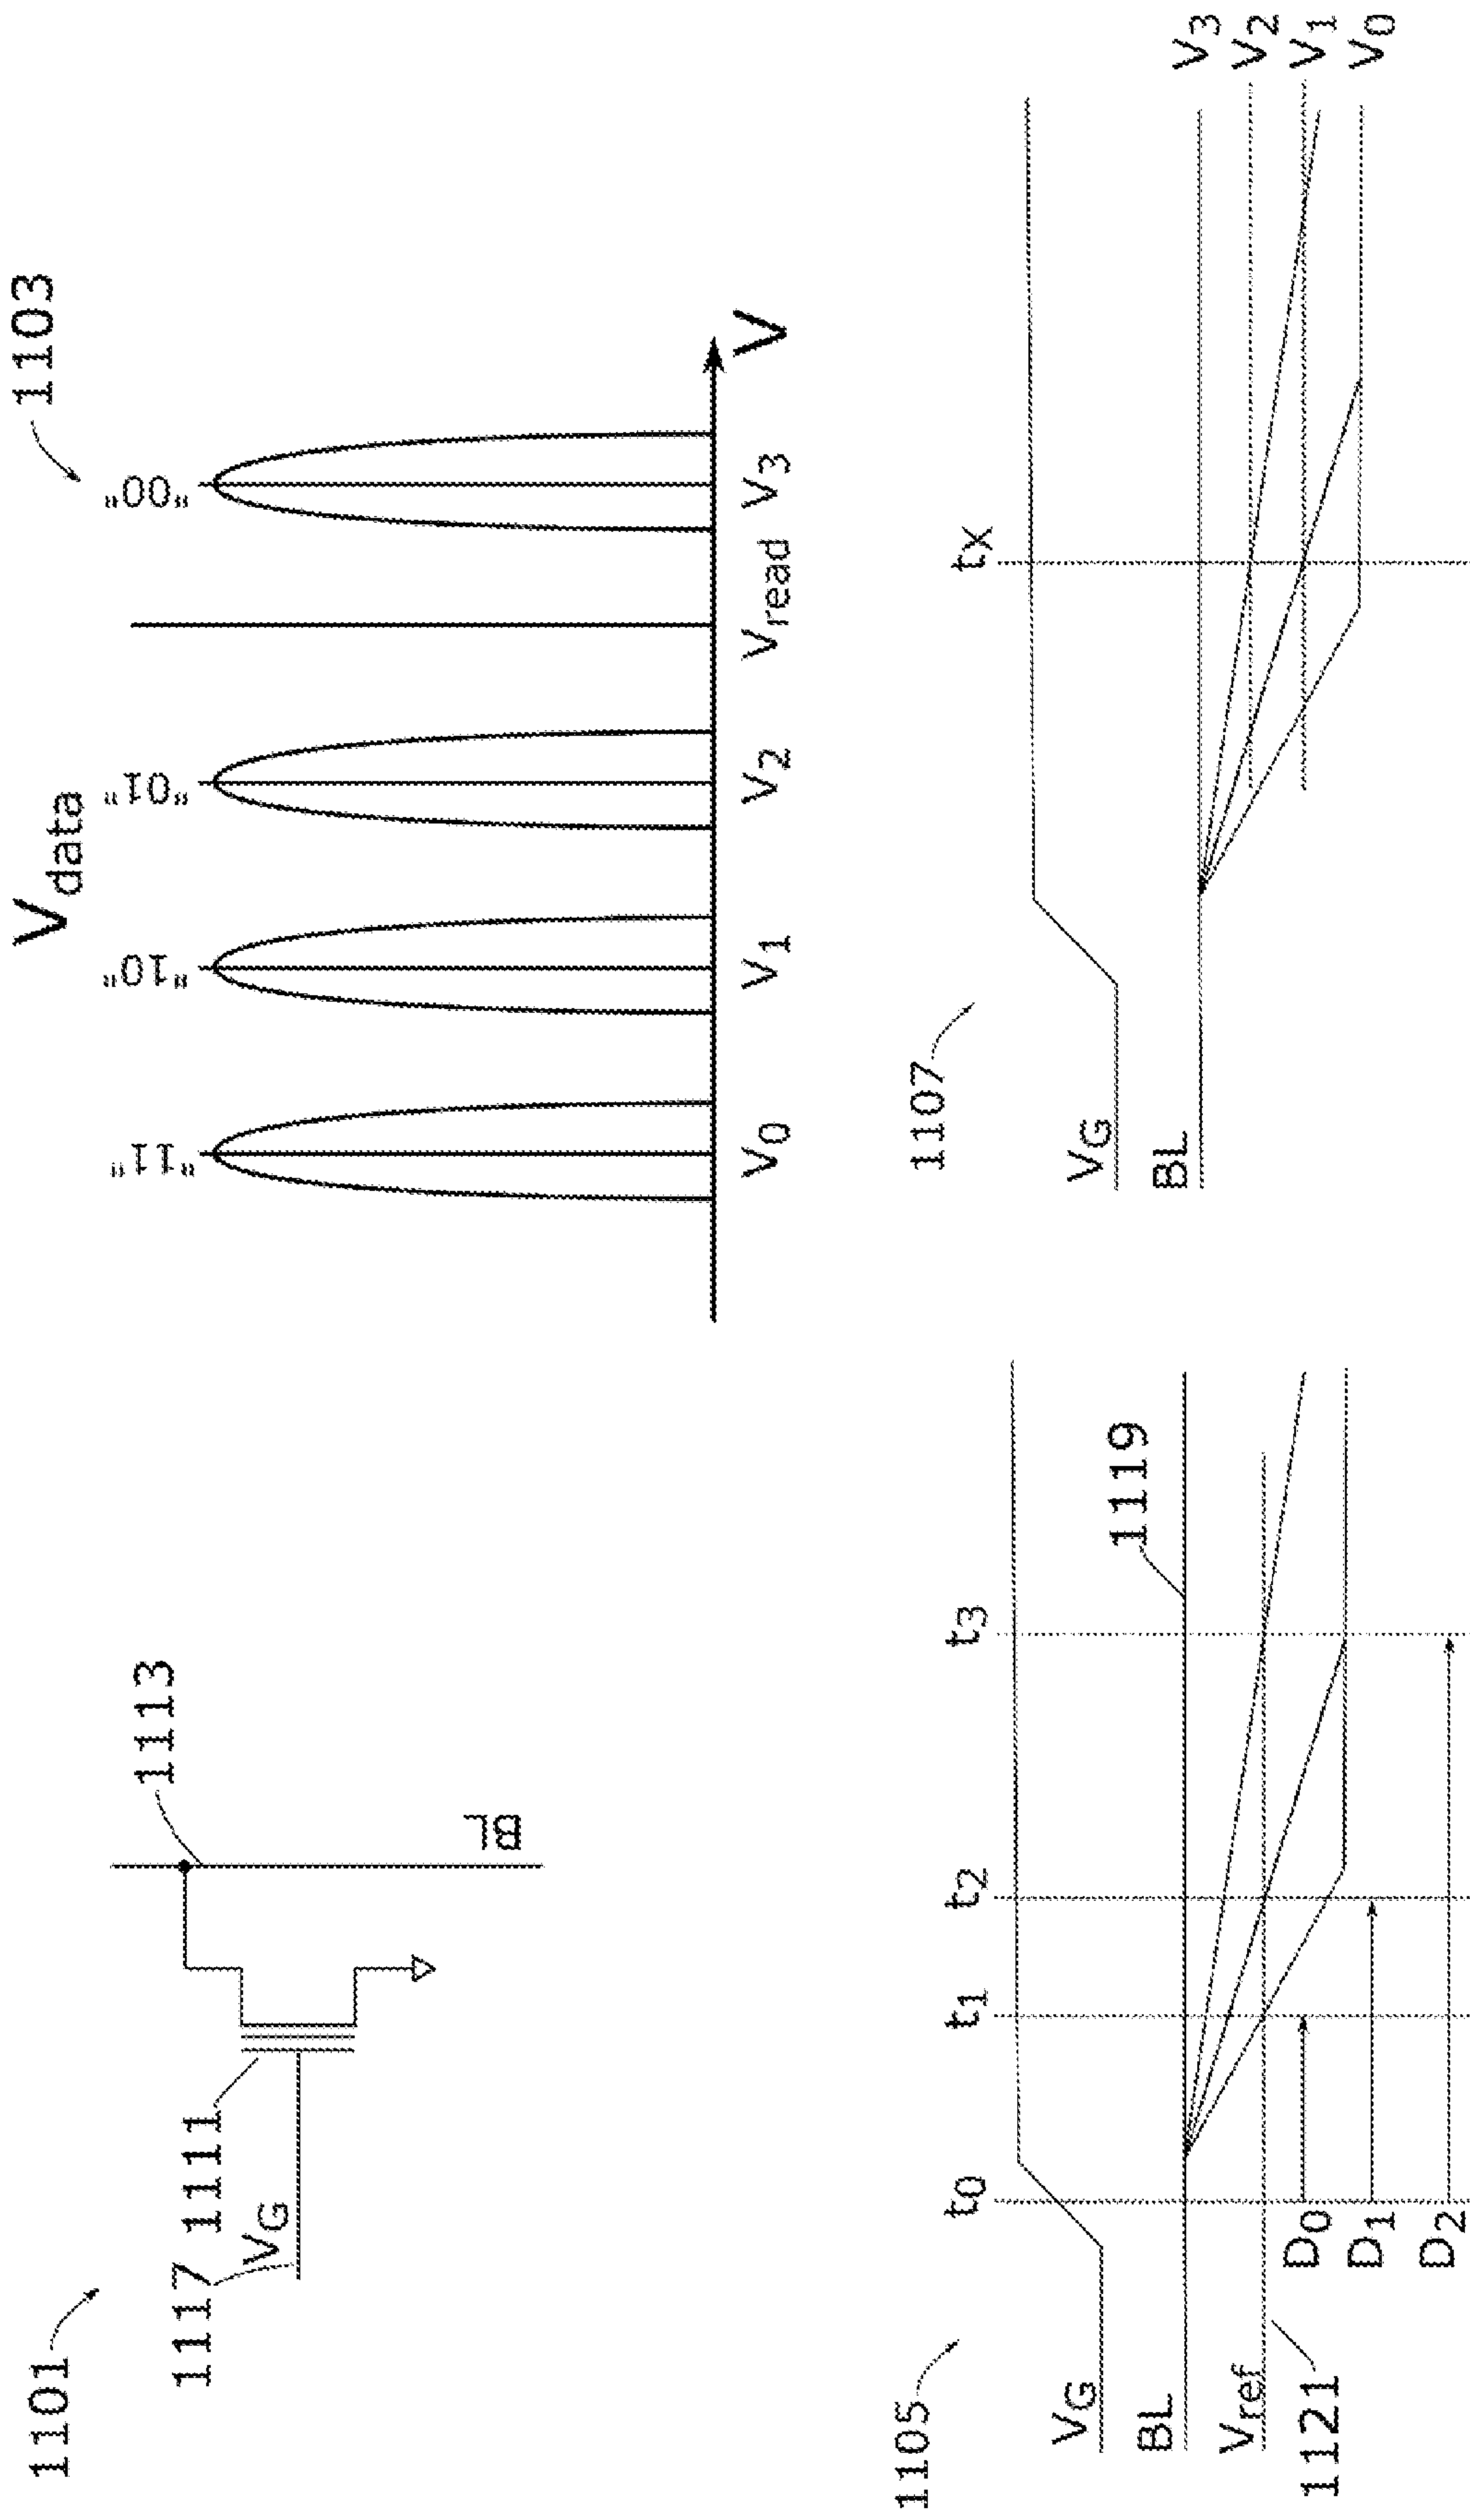 1101
1117
1111
1113
VG
BL
1103
Vdata
"11"
"10"
"01"
"00"
V0
V1
V2
Vread
V3
V
1105
t0
t1
t2
t3
VG
BL
1119
Vref
1121
D0
D1
D2
1107
tX
VG
BL
V3
V2
V1
V0